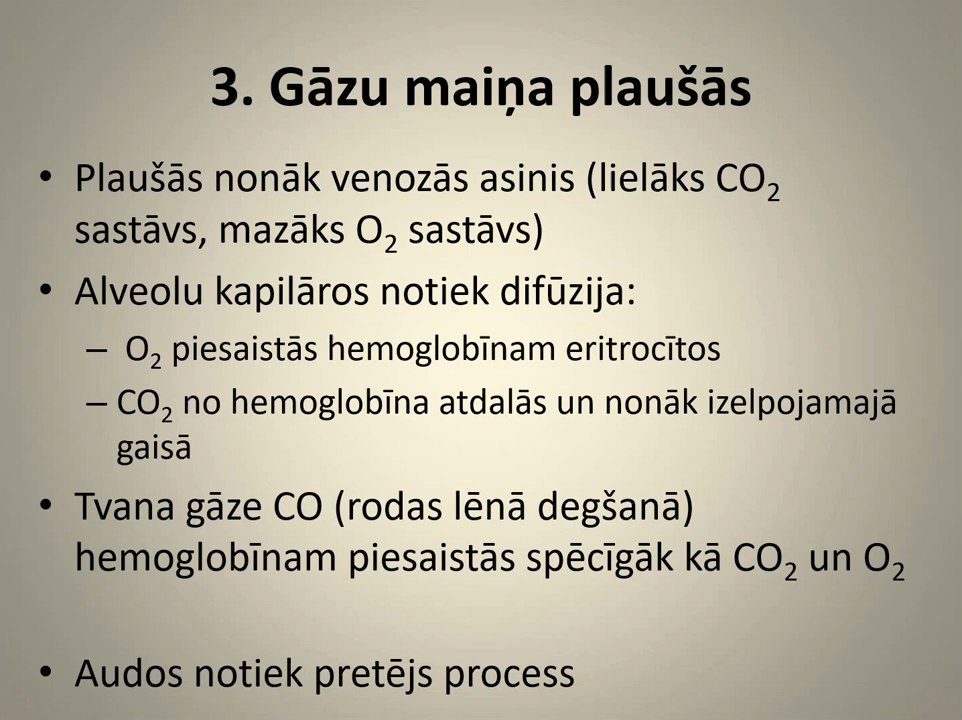 3. Gāzu maiņa plaušās
• Plaušās nonāk venozās asinis (lielāks CO₂
sastāvs, mazāks O₂ sastāvs)
• Alveolu kapilāros notiek difūzija:
– O₂ piesaistās hemoglobīnam eritrocītos
– CO₂ no hemoglobīna atdalās un nonāk izelpojamajā
gaisā
• Tvana gāze CO (rodas lēnā degšanā)
hemoglobīnam piesaistās spēcīgāk kā CO₂ un O₂
• Audos notiek pretējs process